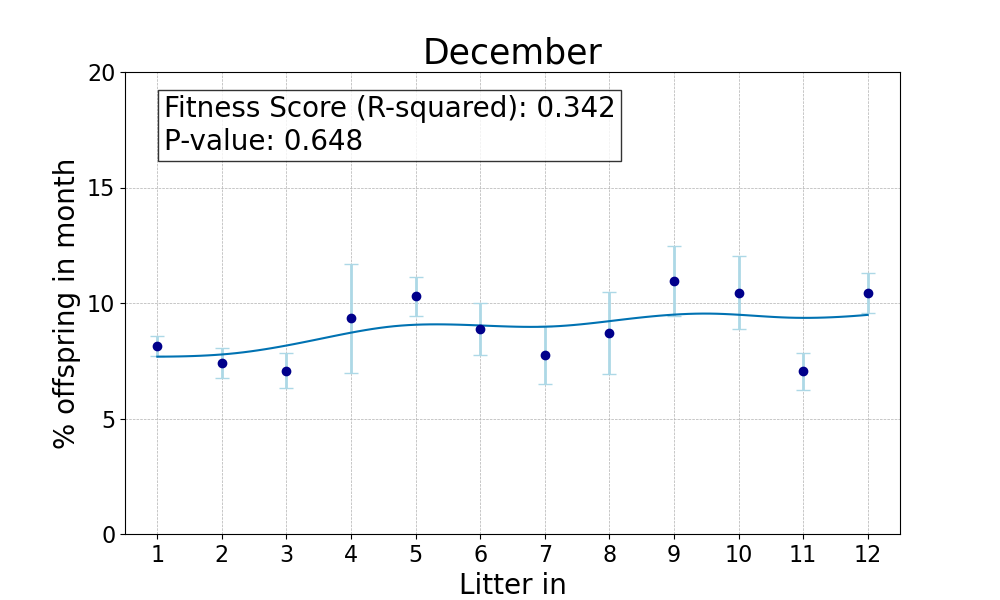 December
Fitness Score (R-squared): 0.342
P-value: 0.648
% offspring in month
20
15
10
5
0
1 2 3 4 5 6 7 8 9 10 11 12
Litter in